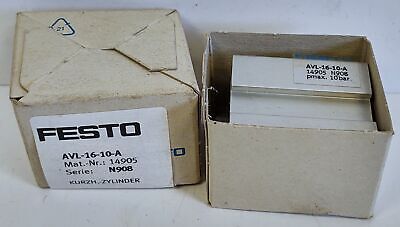 FESTO
AVL-16-10-A
Mat.-Nr.: 14905
Serie: N908
KURZH. ZYLINDER
AVL-16-10-A
14905 N908
pmax. 10bar